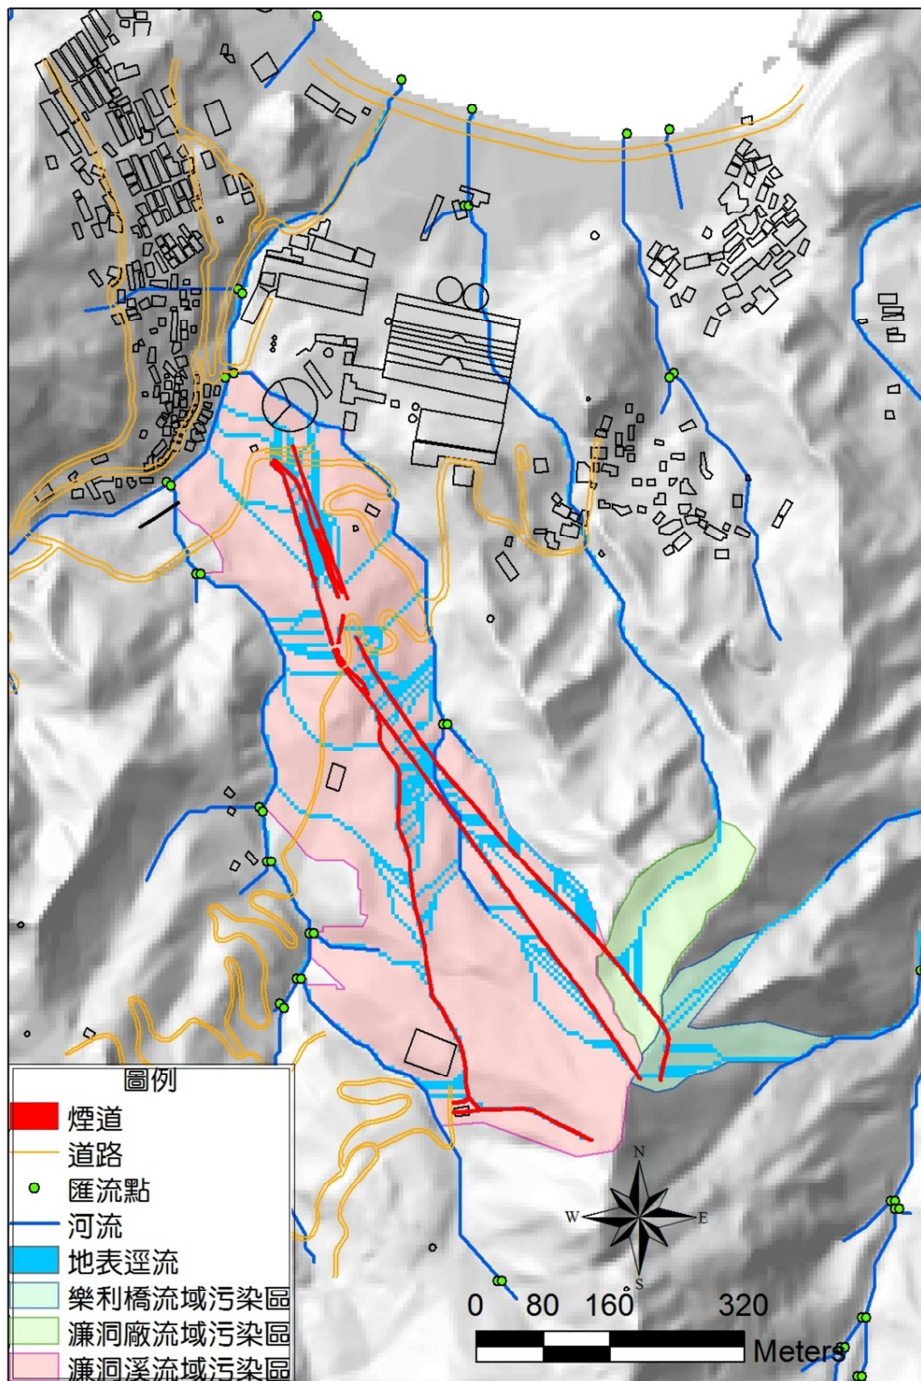 圖例
煙道
道路
匯流點
河流
地表逕流
樂利橋流域污染區
濂洞廠流域污染區
濂洞溪流域污染區
N
W E
S
0 80 160 320
Meters